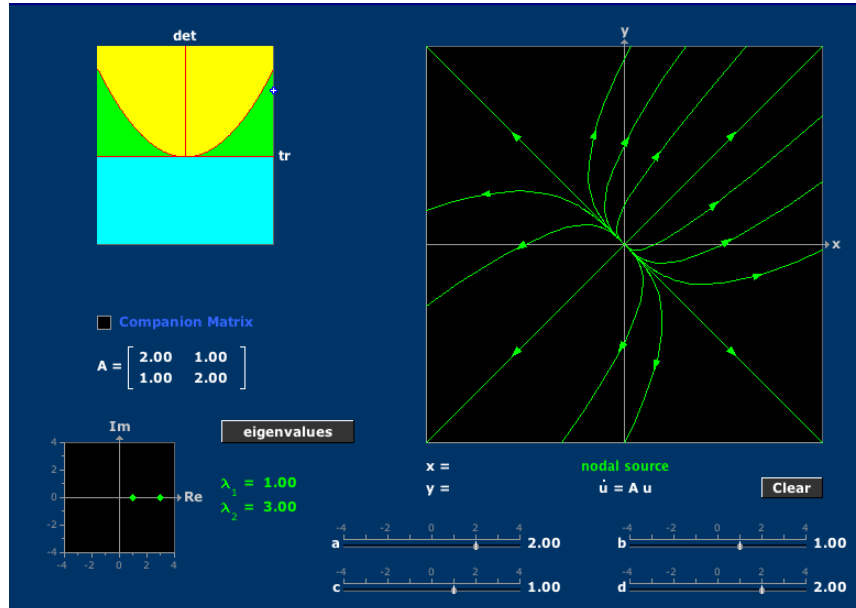 det
tr
y
x
Companion Matrix
A = [ 2.00 1.00
1.00 2.00 ]
Im
4
2
0
-2
-4
-4 -2 0 2 4
Re
eigenvalues
λ1 = 1.00
λ2 = 3.00
x =
nodal source
y =
u̇ = A u
Clear
-4 -2 0 2 4
a 2.00
-4 -2 0 2 4
b 1.00
-4 -2 0 2 4
c 1.00
-4 -2 0 2 4
d 2.00